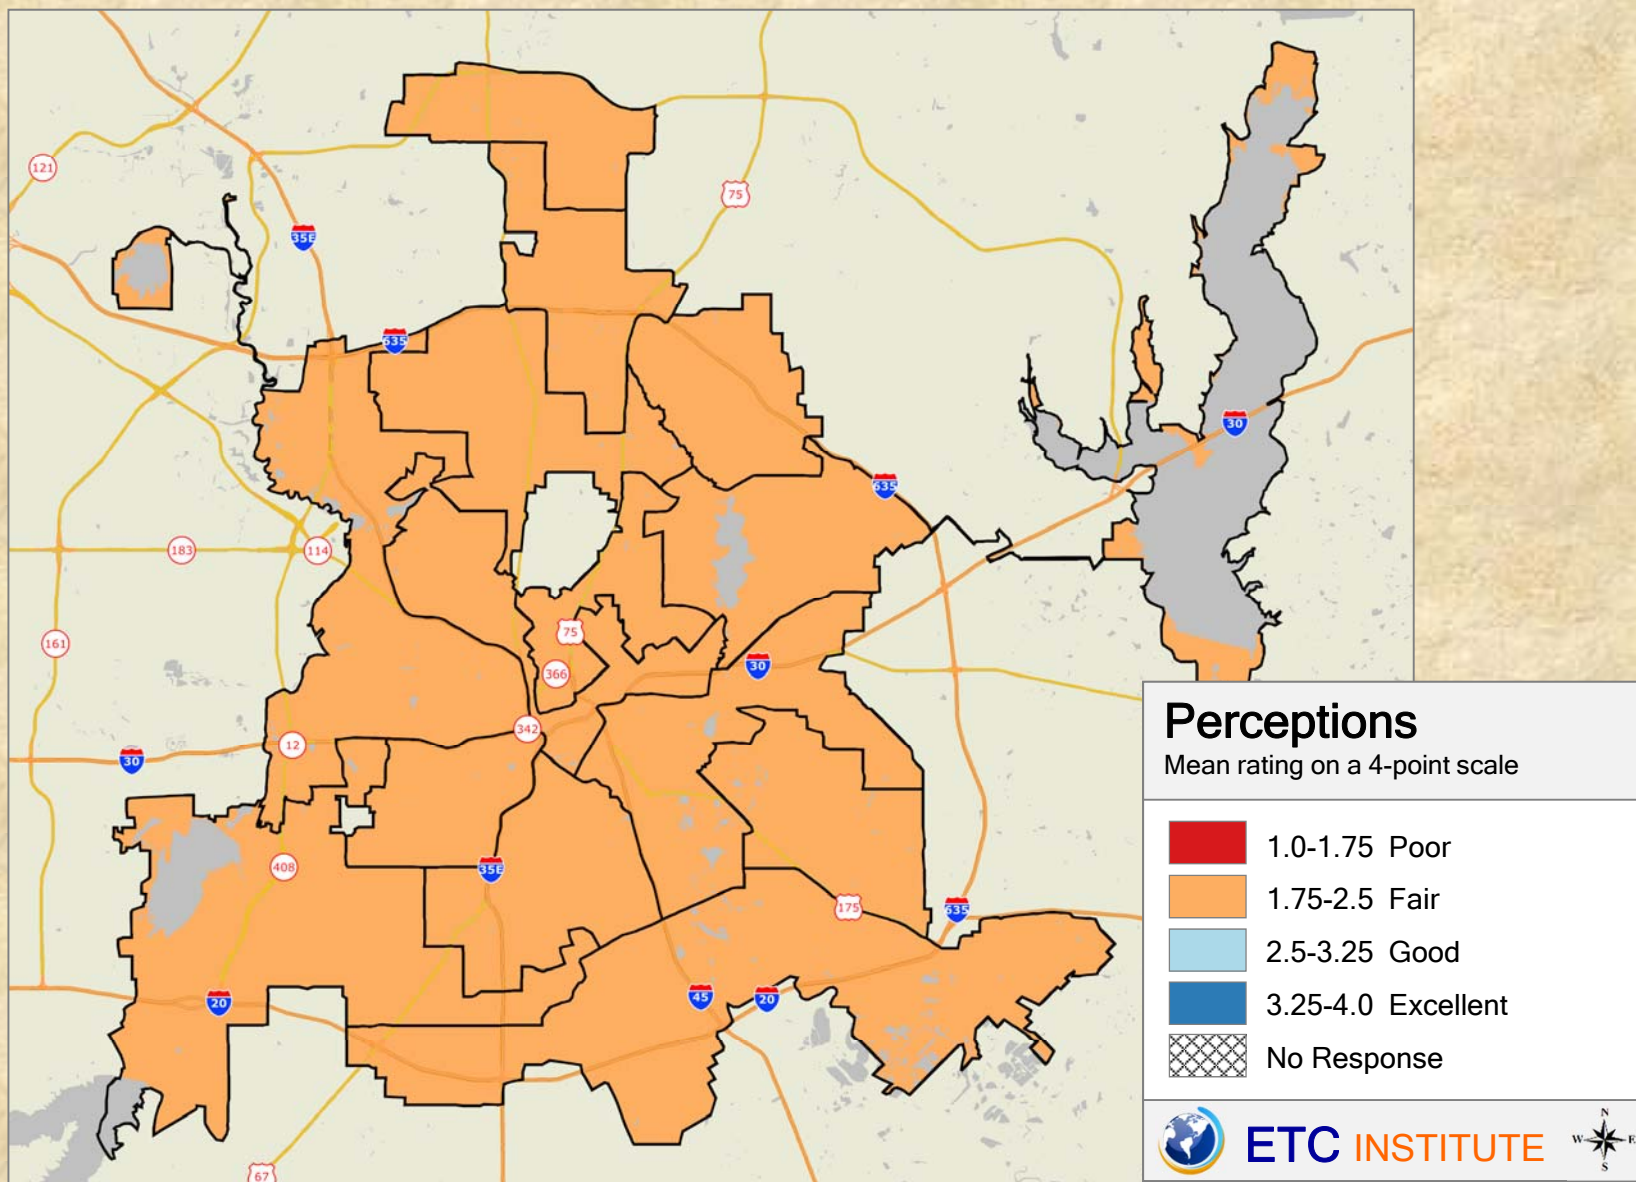 121
75
35E
635
30
635
183
114
161
75
30
366
342
12
30
408
35E
175
635
20
45
20
67
Perceptions
Mean rating on a 4-point scale
1.0-1.75 Poor
1.75-2.5 Fair
2.5-3.25 Good
3.25-4.0 Excellent
No Response
ETC INSTITUTE
N
W E
S